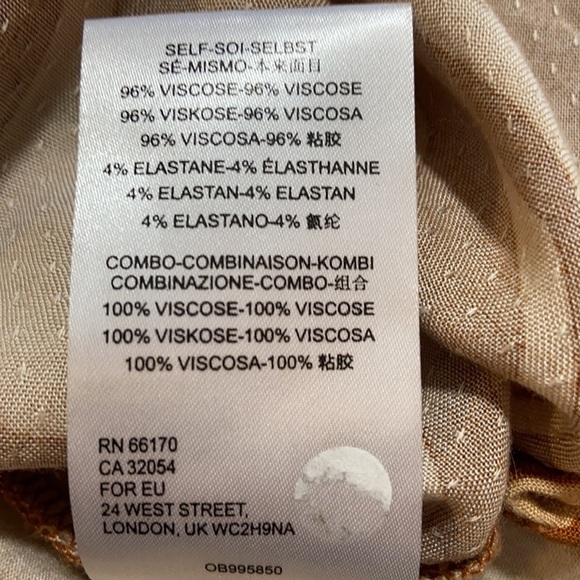 SELF-SOI-SELBST
SÉ-MISMO-本来面目
96% VISCOSE-96% VISCOSE
96% VISKOSE-96% VISCOSA
96% VISCOSA-96% 粘胶
4% ELASTANE-4% ÉLASTHANNE
4% ELASTAN-4% ELASTAN
4% ELASTANO-4% 氨纶
COMBO-COMBINAISON-KOMBI
COMBINAZIONE-COMBO-组合
100% VISCOSE-100% VISCOSE
100% VISKOSE-100% VISCOSA
100% VISCOSA-100% 粘胶
RN 66170
CA 32054
FOR EU
24 WEST STREET,
LONDON, UK WC2H9NA
OB995850